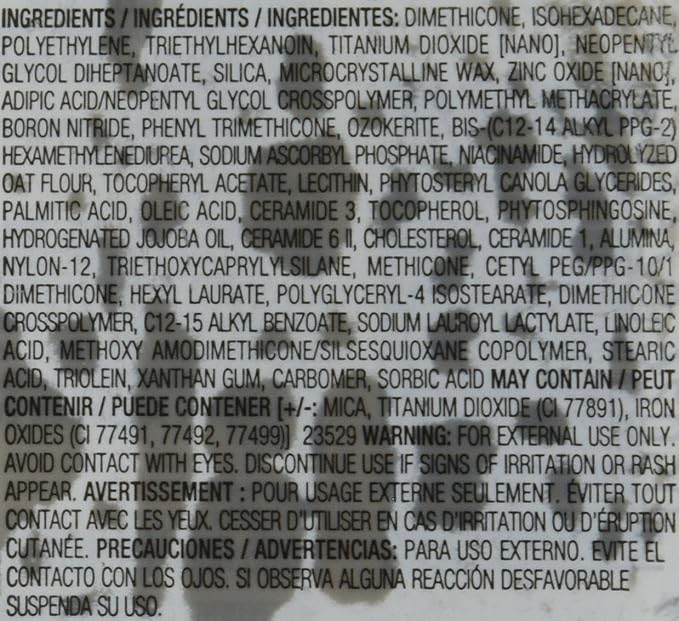 INGREDIENTS / INGRÉDIENTS / INGREDIENTES: DIMETHICONE, ISOHEXADECANE,
POLYETHYLENE, TRIETHYLHEXANOIN, TITANIUM DIOXIDE [NANO], NEOPENTYL
GLYCOL DIHEPTANOATE, SILICA, MICROCRYSTALLINE WAX, ZINC OXIDE [NANO],
ADIPIC ACID/NEOPENTYL GLYCOL CROSSPOLYMER, POLYMETHYL METHACRYLATE,
BORON NITRIDE, PHENYL TRIMETHICONE, OZOKERITE, BIS-(C12-14 ALKYL PPG-2)
HEXAMETHYLENEDIUREA, SODIUM ASCORBYL PHOSPHATE, NIACINAMIDE, HYDROLYZED
OAT FLOUR, TOCOPHERYL ACETATE, LECITHIN, PHYTOSTERYL CANOLA GLYCERIDES,
PALMITIC ACID, OLEIC ACID, CERAMIDE 3, TOCOPHEROL, PHYTOSPHINGOSINE,
HYDROGENATED JOJOBA OIL, CERAMIDE 6 II, CHOLESTEROL, CERAMIDE 1, ALUMINA,
NYLON-12, TRIETHOXYCAPRYLYLSILANE, METHICONE, CETYL PEG/PPG-10/1
DIMETHICONE, HEXYL LAURATE, POLYGLYCERYL-4 ISOSTEARATE, DIMETHICONE
CROSSPOLYMER, C12-15 ALKYL BENZOATE, SODIUM LAUROYL LACTYLATE, LINOLEIC
ACID, METHOXY AMODIMETHICONE/SILSESQUIOXANE COPOLYMER, STEARIC
ACID, TRIOLEIN, XANTHAN GUM, CARBOMER, SORBIC ACID MAY CONTAIN / PEUT
CONTENIR / PUEDE CONTENER [+/-: MICA, TITANIUM DIOXIDE (CI 77891), IRON
OXIDES (CI 77491, 77492, 77499)] 23529 WARNING: FOR EXTERNAL USE ONLY.
AVOID CONTACT WITH EYES. DISCONTINUE USE IF SIGNS OF IRRITATION OR RASH
APPEAR. AVERTISSEMENT : POUR USAGE EXTERNE SEULEMENT. ÉVITER TOUT
CONTACT AVEC LES YEUX. CESSER D'UTILISER EN CAS D'IRRITATION OU D'ÉRUPTION
CUTANÉE. PRECAUCIONES / ADVERTENCIAS: PARA USO EXTERNO. EVITE EL
CONTACTO CON LOS OJOS. SI OBSERVA ALGUNA REACCIÓN DESFAVORABLE
SUSPENDA SU USO.